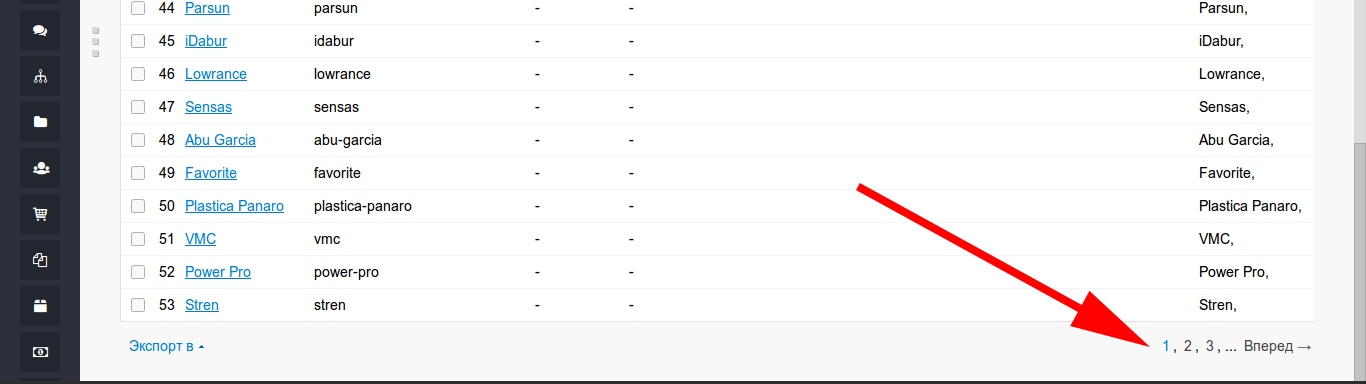 44 Parsun parsun - - Parsun,
45 iDabur idabur - - iDabur,
46 Lowrance lowrance - - Lowrance,
47 Sensas sensas - - Sensas,
48 Abu Garcia abu-garcia - - Abu Garcia,
49 Favorite favorite - - Favorite,
50 Plastica Panaro plastica-panaro - - Plastica Panaro,
51 VMC vmc - - VMC,
52 Power Pro power-pro - - Power Pro,
53 Stren stren - - Stren,
Экспорт в 1 , 2 , 3 , ... Вперед →